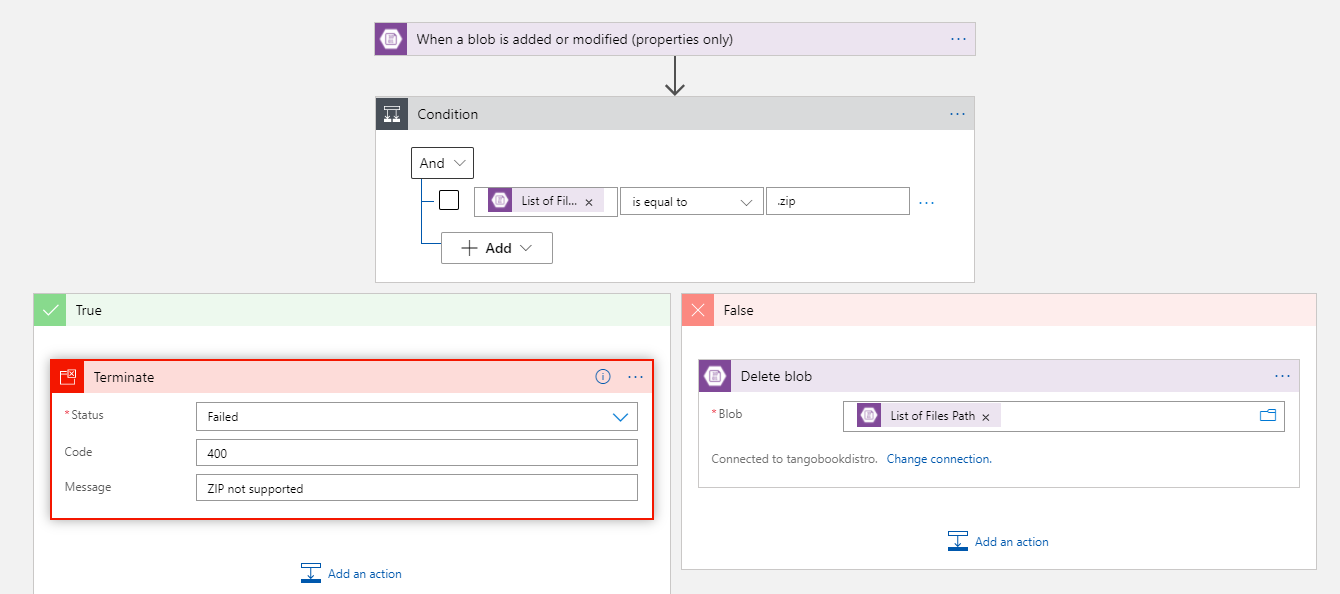 When a blob is added or modified (properties only)
Condition
And
List of Fil... × is equal to .zip
Add
True
False
Terminate
*Status Failed
Code 400
Message ZIP not supported
Add an action
Delete blob
*Blob List of Files Path ×
Connected to tangobookdistro. Change connection.
Add an action